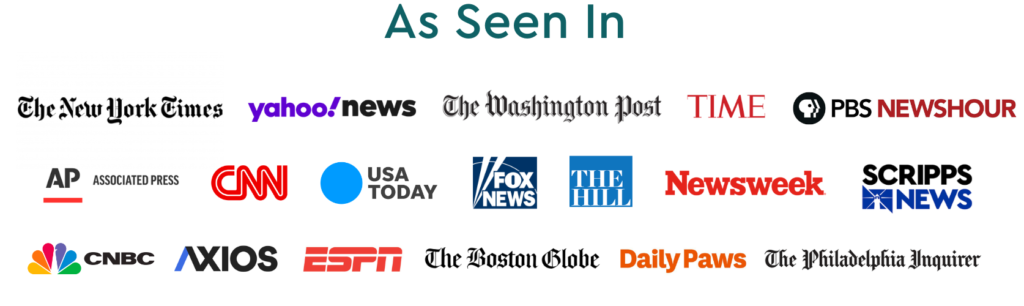 As Seen In
The New York Times yahoo!news The Washington Post TIME PBS NEWSHOUR
AP ASSOCIATED PRESS CNN USA TODAY FOX NEWS THE HILL Newsweek SCRIPPS NEWS
CNBC AXIOS ESPN The Boston Globe Daily Paws The Philadelphia Inquirer